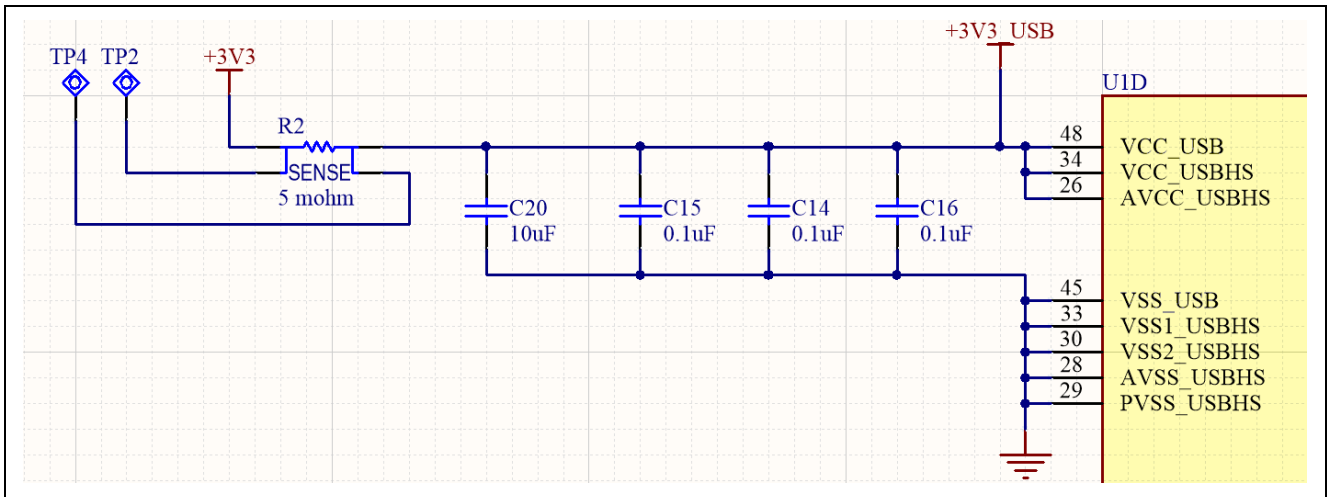 +3V3_USB
TP4 TP2 +3V3
U1D
R2
SENSE
5 mohm
C20
10uF
C15
0.1uF
C14
0.1uF
C16
0.1uF
48 VCC_USB
34 VCC_USBHS
26 AVCC_USBHS
45 VSS_USB
33 VSS1_USBHS
30 VSS2_USBHS
28 AVSS_USBHS
29 PVSS_USBHS